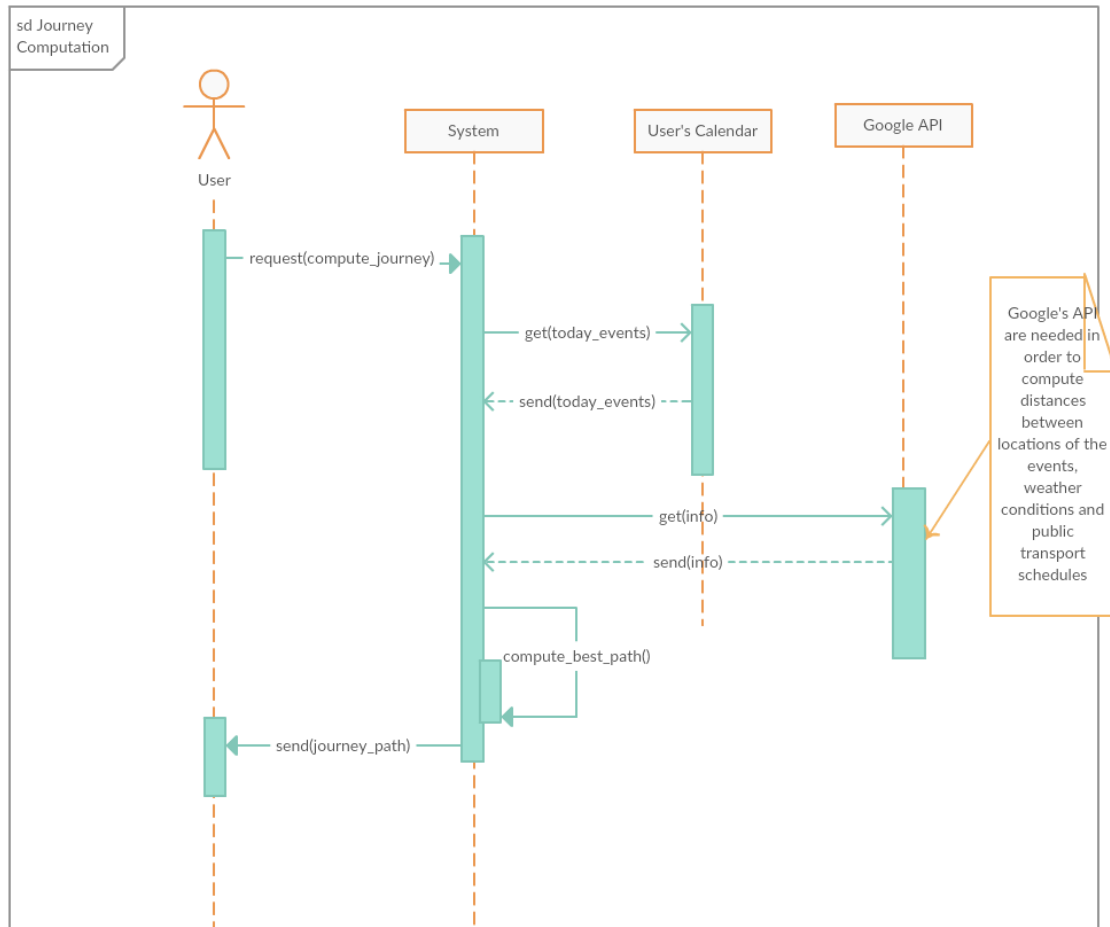 sd Journey
Computation
User
System
User's Calendar
Google API
request(compute_journey)
get(today_events)
send(today_events)
get(info)
send(info)
compute_best_path()
send(journey_path)
Google's API
are needed in
order to
compute
distances
between
locations of the
events,
weather
conditions and
public
transport
schedules